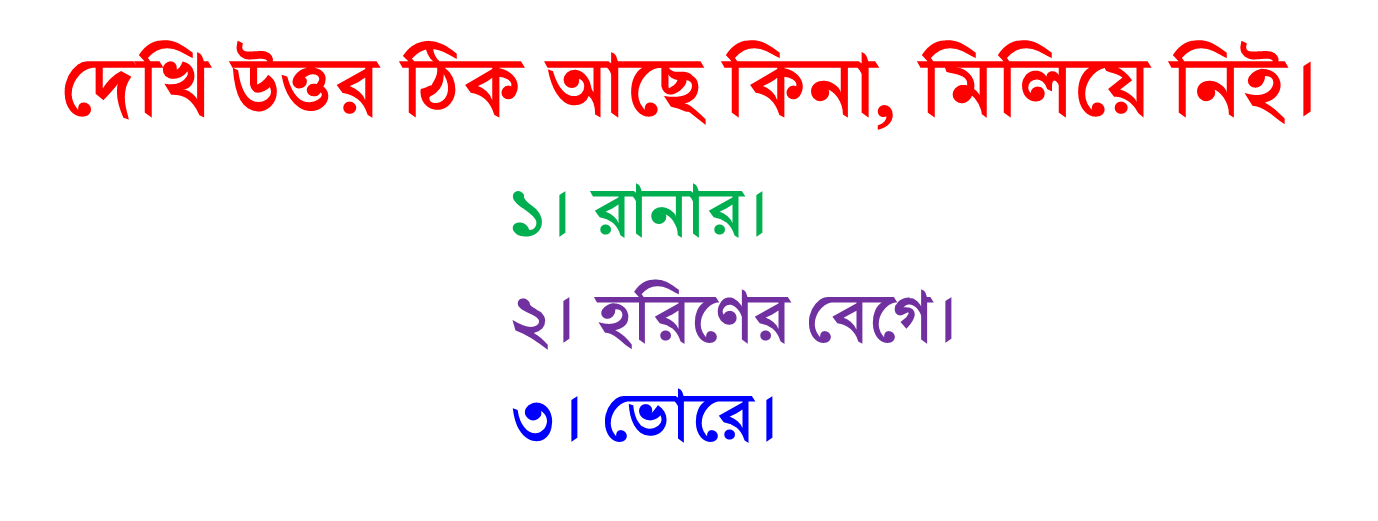 দেখি উত্তর ঠিক আছে কিনা, মিলিয়ে নিই।
১। রানার।
২। হরিণের বেগে।
৩। ভোরে।